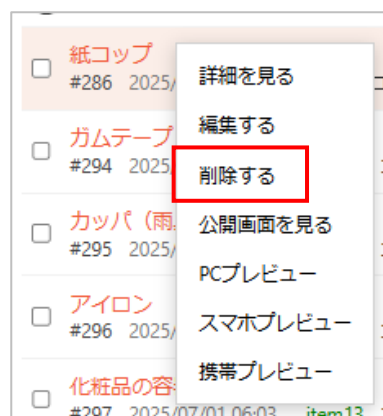 紙コップ
#286 2025/
ガムテープ
#294 2025/
カッパ（雨
#295 2025/
アイロン
#296 2025/
化粧品の容
#297 2025/07/01 06:03 item13
詳細を見る
編集する
削除する
公開画面を見る
PCプレビュー
スマホプレビュー
携帯プレビュー